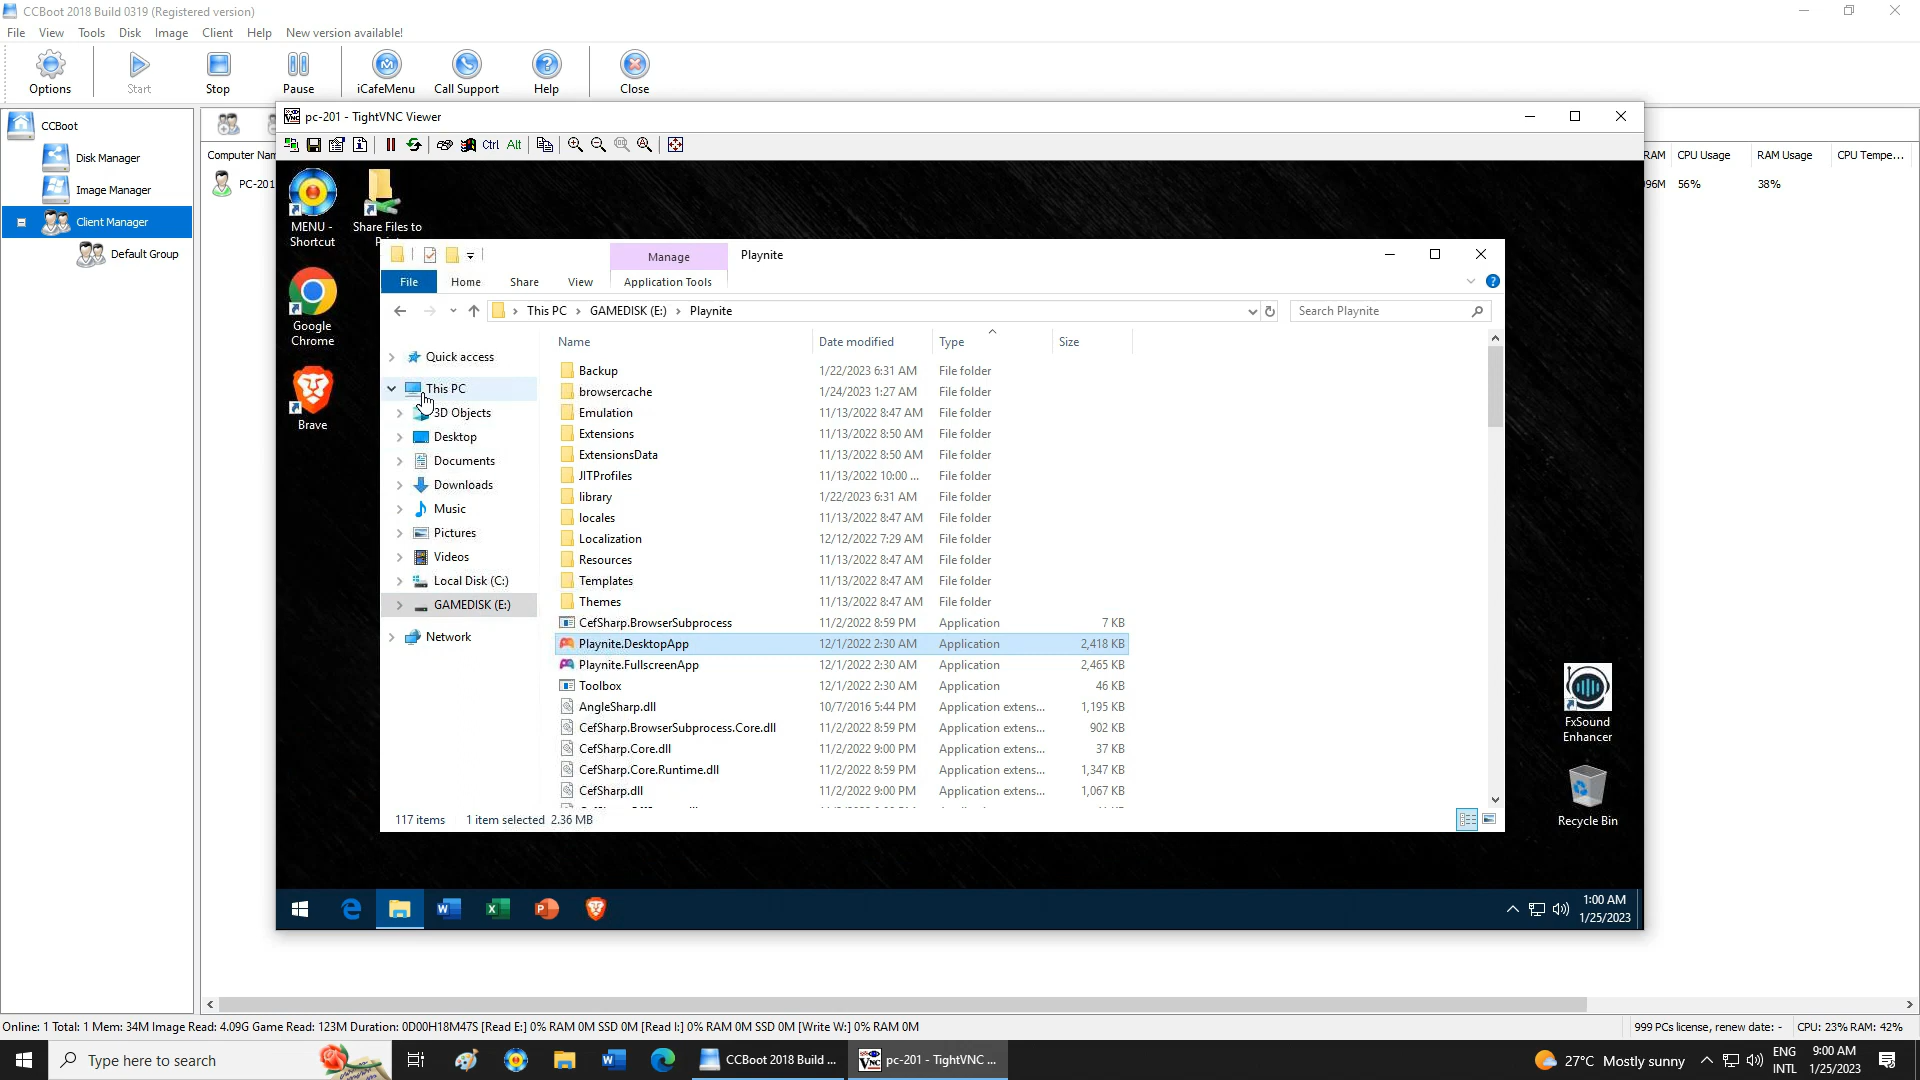 CCBoot 2018 Build 0319 (Registered version)
File View Tools Disk Image Client Help New version available!
Options Start Stop Pause iCafeMenu Call Support Help Close
CCBoot
Disk Manager
Image Manager
Client Manager
Default Group
Computer Nam
RAM CPU Usage RAM Usage CPU Tempe...
PC-201
96M 56% 38%
pc-201 - TightVNC Viewer
Ctrl Alt
MENU -
Shortcut
Share Files to
Google
Chrome
Brave
Manage
Playnite
File Home Share View Application Tools
This PC > GAMEDISK (E:) > Playnite
Search Playnite
Quick access
This PC
3D Objects
Desktop
Documents
Downloads
Music
Pictures
Videos
Local Disk (C:)
GAMEDISK (E:)
Network
Name Date modified Type Size
Backup 1/22/2023 6:31 AM File folder
browsercache 1/24/2023 1:27 AM File folder
Emulation 11/13/2022 8:47 AM File folder
Extensions 11/13/2022 8:50 AM File folder
ExtensionsData 11/13/2022 8:50 AM File folder
JITProfiles 11/13/2022 10:00 ... File folder
library 1/22/2023 6:31 AM File folder
locales 11/13/2022 8:47 AM File folder
Localization 12/12/2022 7:29 AM File folder
Resources 11/13/2022 8:47 AM File folder
Templates 11/13/2022 8:47 AM File folder
Themes 11/13/2022 8:47 AM File folder
CefSharp.BrowserSubprocess 11/2/2022 8:59 PM Application 7 KB
Playnite.DesktopApp 12/1/2022 2:30 AM Application 2,418 KB
Playnite.FullscreenApp 12/1/2022 2:30 AM Application 2,465 KB
Toolbox 12/1/2022 2:30 AM Application 46 KB
AngleSharp.dll 10/7/2016 5:44 PM Application extens... 1,195 KB
CefSharp.BrowserSubprocess.Core.dll 11/2/2022 8:59 PM Application extens... 902 KB
CefSharp.Core.dll 11/2/2022 9:00 PM Application extens... 37 KB
CefSharp.Core.Runtime.dll 11/2/2022 8:59 PM Application extens... 1,347 KB
CefSharp.dll 11/2/2022 9:00 PM Application extens... 1,067 KB
117 items 1 item selected 2.36 MB
FxSound
Enhancer
Recycle Bin
1:00 AM
1/25/2023
Online: 1 Total: 1 Mem: 34M Image Read: 4.09G Game Read: 123M Duration: 0D00H18M47S [Read E:] 0% RAM 0M SSD 0M [Read I:] 0% RAM 0M SSD 0M [Write W:] 0% RAM 0M
999 PCs license, renew date: - CPU: 23% RAM: 42%
Type here to search
CCBoot 2018 Build ...
pc-201 - TightVNC ...
27°C Mostly sunny
ENG
INTL
9:00 AM
1/25/2023